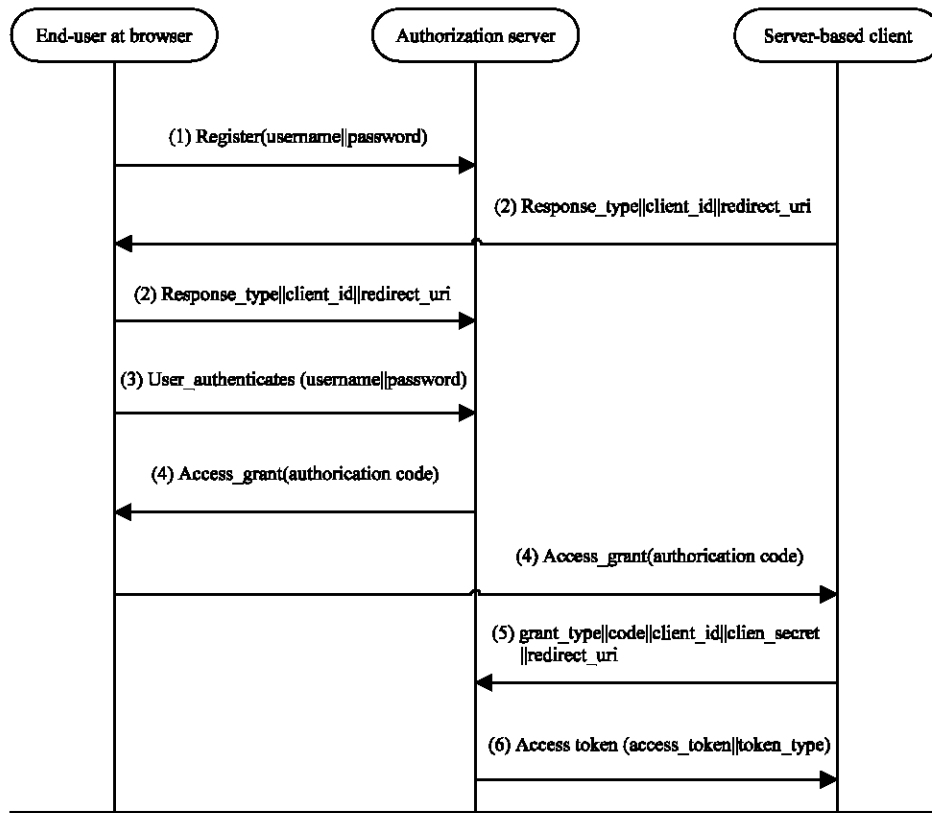 End-user at browser
Authorization server
Server-based client
(1) Register(username||password)
(2) Response_type||client_id||redirect_uri
(2) Response_type||client_id||redirect_uri
(3) User_authenticates (username||password)
(4) Access_grant(authorication code)
(4) Access_grant(authorication code)
(5) grant_type||code||client_id||clien_secret
||redirect_uri
(6) Access token (access_token||token_type)